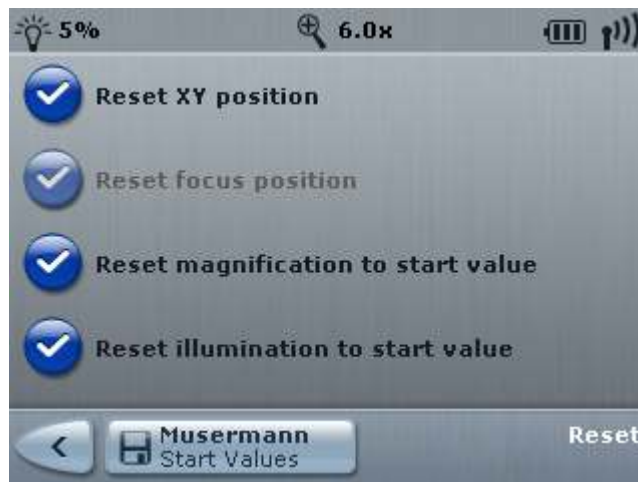 5%
6.0x
Reset XY position
Reset focus position
Reset magnification to start value
Reset illumination to start value
Musermann
Start Values
Reset